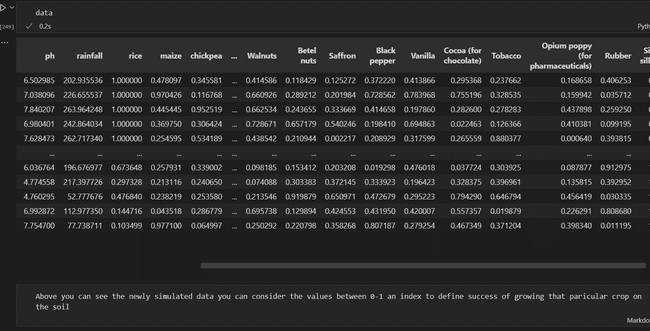 data
[249]
✓ 0.2s
Pyth
...
ph rainfall rice maize chickpea ... Walnuts Betel nuts Saffron Black pepper Vanilla Cocoa (for chocolate) Tobacco Opium poppy (for pharmaceuticals) Rubber
6.502985 202.935536 1.000000 0.478097 0.345581 ... 0.414586 0.118429 0.125272 0.372220 0.413866 0.295368 0.237662 0.168658 0.406253
7.038096 226.655537 1.000000 0.970426 0.116768 ... 0.660926 0.289212 0.201984 0.728562 0.783968 0.755196 0.328535 0.159942 0.035712
7.840207 263.964248 1.000000 0.445445 0.952519 ... 0.662534 0.243655 0.333669 0.414658 0.197860 0.282600 0.278283 0.437898 0.259250
6.980401 242.864034 1.000000 0.369750 0.306424 ... 0.728671 0.657179 0.540246 0.198410 0.694863 0.022463 0.126366 0.410381 0.099195
7.628473 262.717340 1.000000 0.254595 0.534189 ... 0.438542 0.210944 0.002217 0.208929 0.317599 0.265559 0.880377 0.000640 0.393815
... ... ... ... ... ... ... ... ... ... ... ... ... ... ...
6.036764 196.676977 0.673648 0.257931 0.339002 ... 0.098185 0.153412 0.203208 0.019298 0.476018 0.037724 0.303925 0.087877 0.912975
4.774558 217.397726 0.297328 0.213116 0.240650 ... 0.074088 0.303383 0.372145 0.333923 0.196423 0.328375 0.396961 0.135815 0.392952
4.760295 52.777676 0.476840 0.238219 0.253580 ... 0.213546 0.919879 0.650971 0.472679 0.295223 0.794290 0.646794 0.456419 0.030335
6.992872 112.977350 0.144716 0.043518 0.286779 ... 0.695738 0.129894 0.424553 0.431950 0.420007 0.557357 0.019879 0.226291 0.808680
7.754700 77.738711 0.103499 0.977100 0.064997 ... 0.250292 0.220798 0.358268 0.807187 0.279254 0.467349 0.371204 0.398340 0.011195
Above you can see the newly simulated data you can consider the values between 0-1 an index to define success of growing that paricular crop on
the soil
Markdo